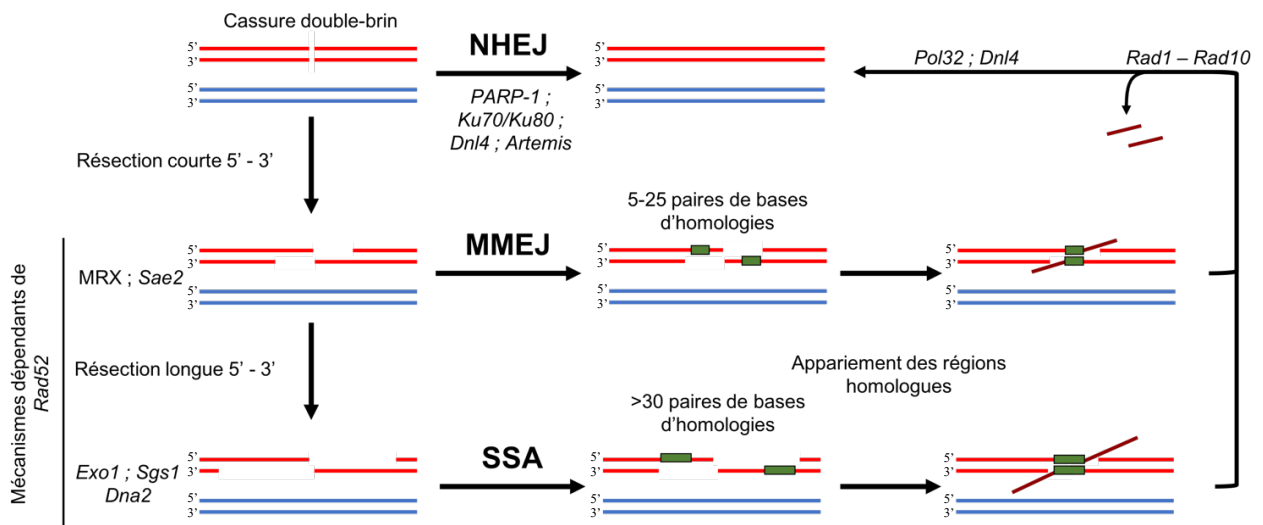 Cassure double-brin
5’
3’
5’
3’
NHEJ
PARP-1 ;
Ku70/Ku80 ;
Dnl4 ; Artemis
5’
3’
5’
3’
Pol32 ; Dnl4
Rad1 – Rad10
Résection courte 5’ - 3’
Mécanismes dépendants de
Rad52
MRX ; Sae2
5’
3’
5’
3’
MMEJ
5-25 paires de bases
d’homologies
5’
3’
5’
3’
5’
3’
5’
3’
Résection longue 5’ - 3’
Appariement des régions
homologues
Exo1 ; Sgs1
Dna2
5’
3’
5’
3’
SSA
>30 paires de bases
d’homologies
5’
3’
5’
3’
5’
3’
5’
3’